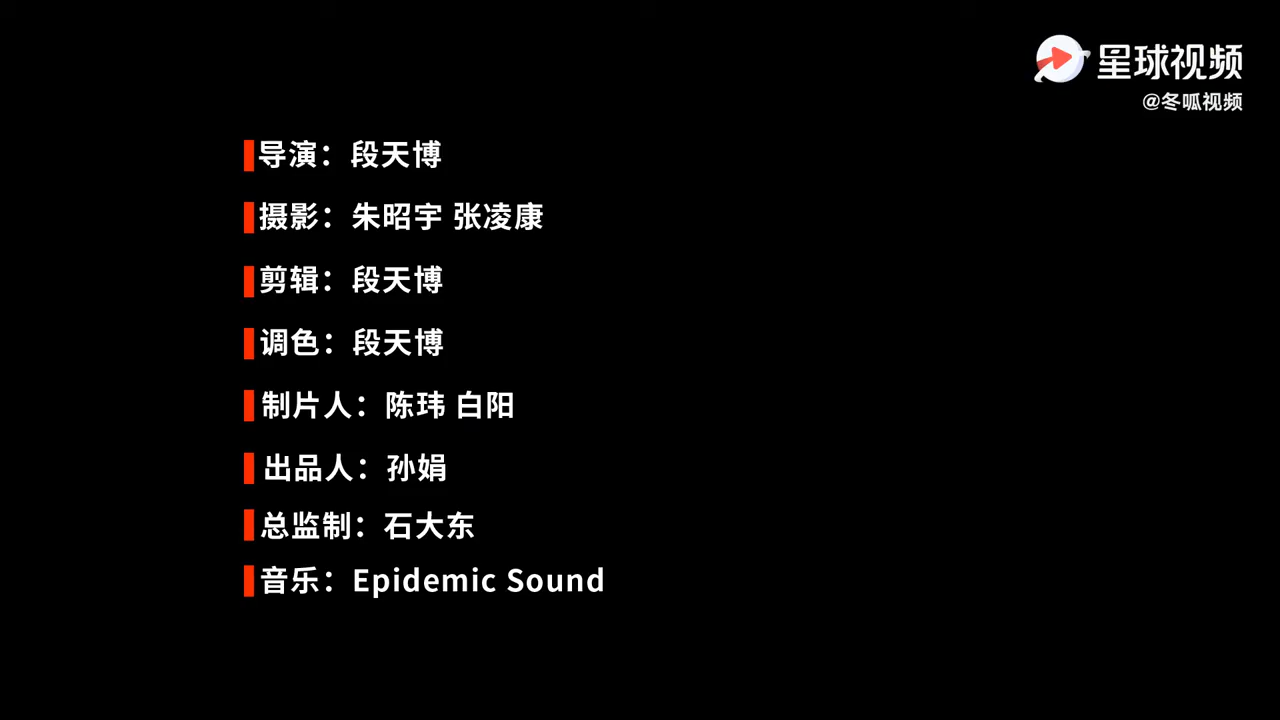 星球视频
@冬呱视频
导演：段天博
摄影：朱昭宇 张凌康
剪辑：段天博
调色：段天博
制片人：陈玮 白阳
出品人：孙娟
总监制：石大东
音乐：Epidemic Sound